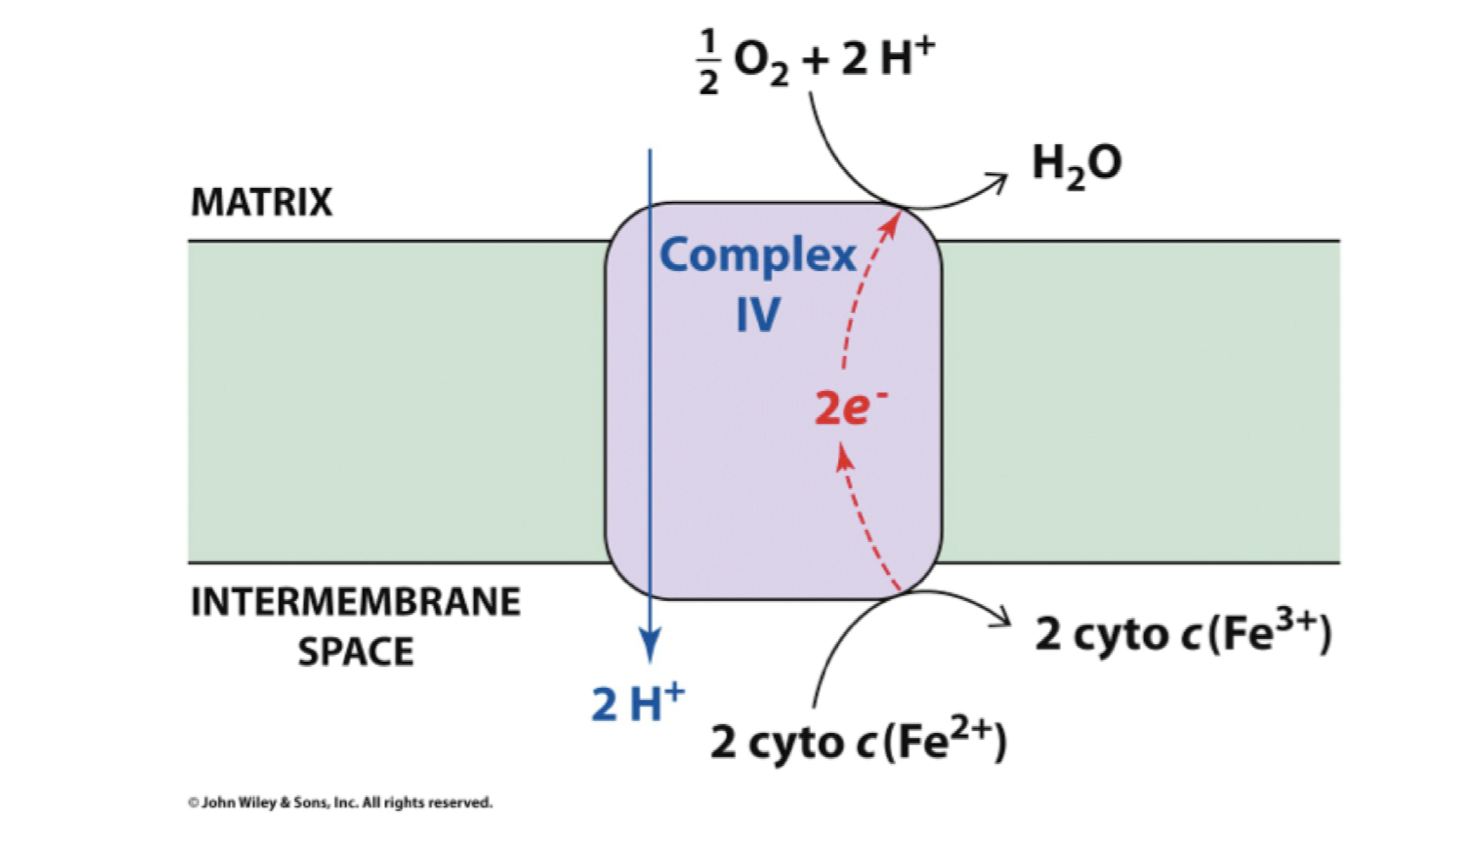 ½ O₂ + 2 H⁺
H₂O
MATRIX
Complex
IV
2e⁻
INTERMEMBRANE
SPACE
2 cyto c (Fe³⁺)
2 H⁺
2 cyto c (Fe²⁺)
© John Wiley & Sons, Inc. All rights reserved.